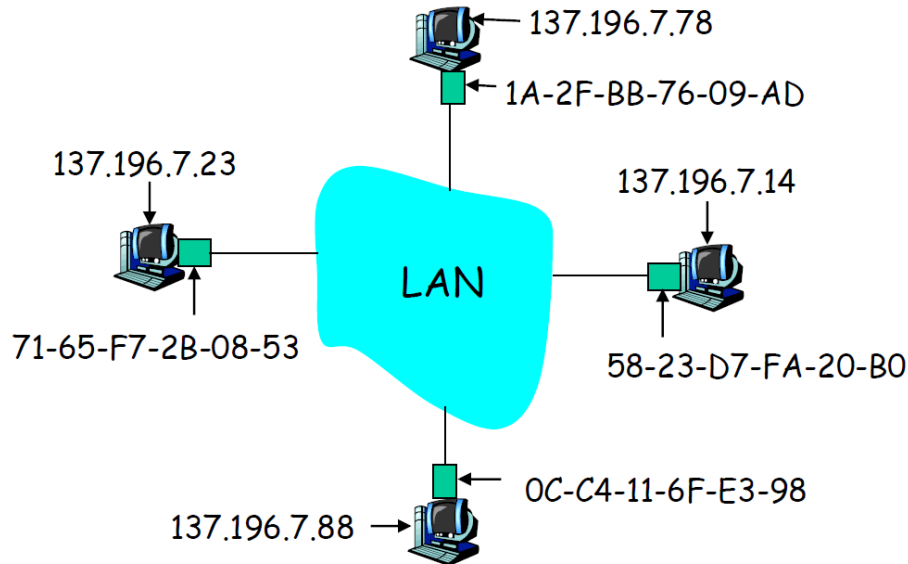 137.196.7.78
1A-2F-BB-76-09-AD
137.196.7.23
137.196.7.14
LAN
71-65-F7-2B-08-53
58-23-D7-FA-20-B0
0C-C4-11-6F-E3-98
137.196.7.88